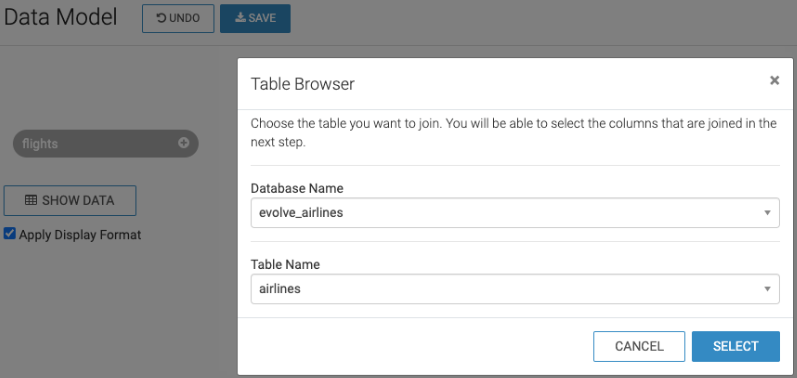 Data Model
UNDO
SAVE
Table Browser
×
Choose the table you want to join. You will be able to select the columns that are joined in the
next step.
flights
Database Name
evolve_airlines
SHOW DATA
Apply Display Format
Table Name
airlines
CANCEL
SELECT